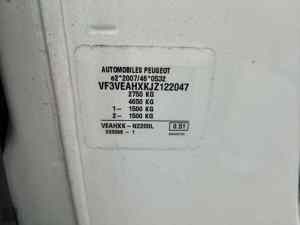 AUTOMOBILES PEUGEOT
e2*2007/46*0532
VF3VEAHXKJZ122047
2750 KG
4650 KG
1- 1500 KG
2- 1500 KG
VEAHXK-N2200L 0.51